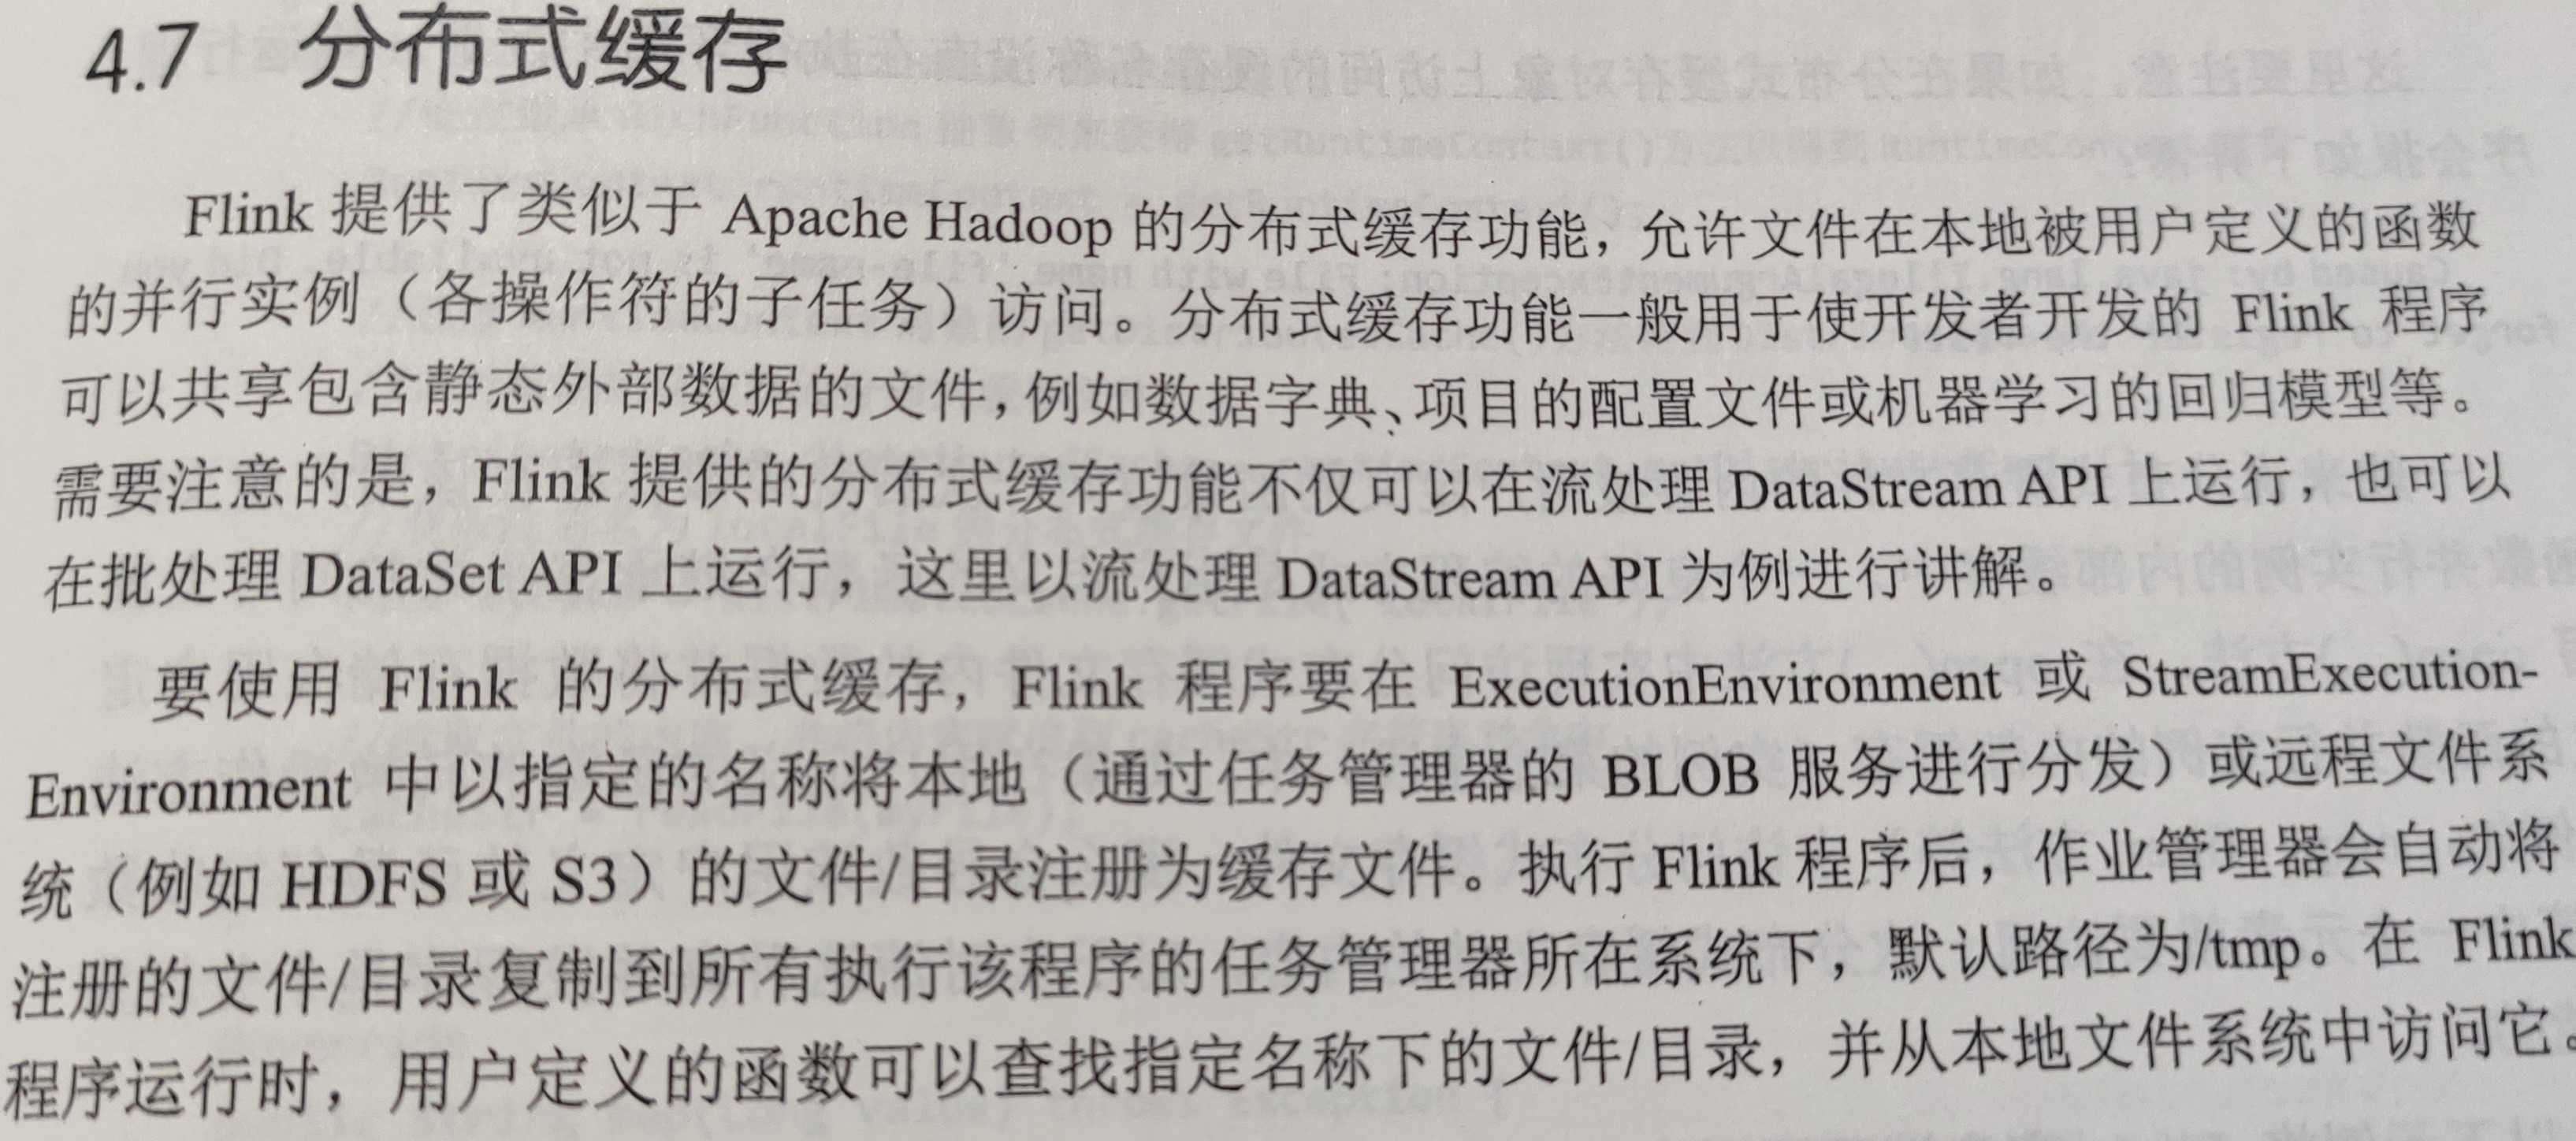 4.7 分布式缓存
Flink 提供了类似于 Apache Hadoop 的分布式缓存功能，允许文件在本地被用户定义的函数
的并行实例（各操作符的子任务）访问。分布式缓存功能一般用于使开发者开发的 Flink 程序
可以共享包含静态外部数据的文件，例如数据字典、项目的配置文件或机器学习的回归模型等。
需要注意的是，Flink 提供的分布式缓存功能不仅可以在流处理 DataStream API 上运行，也可以
在批处理 DataSet API 上运行，这里以流处理 DataStream API 为例进行讲解。
要使用 Flink 的分布式缓存，Flink 程序要在 ExecutionEnvironment 或 StreamExecution-
Environment 中以指定的名称将本地（通过任务管理器的 BLOB 服务进行分发）或远程文件系
统（例如 HDFS 或 S3）的文件/目录注册为缓存文件。执行 Flink 程序后，作业管理器会自动将
注册的文件/目录复制到所有执行该程序的任务管理器所在系统下，默认路径为/tmp。在 Flink
程序运行时，用户定义的函数可以查找指定名称下的文件/目录，并从本地文件系统中访问它。